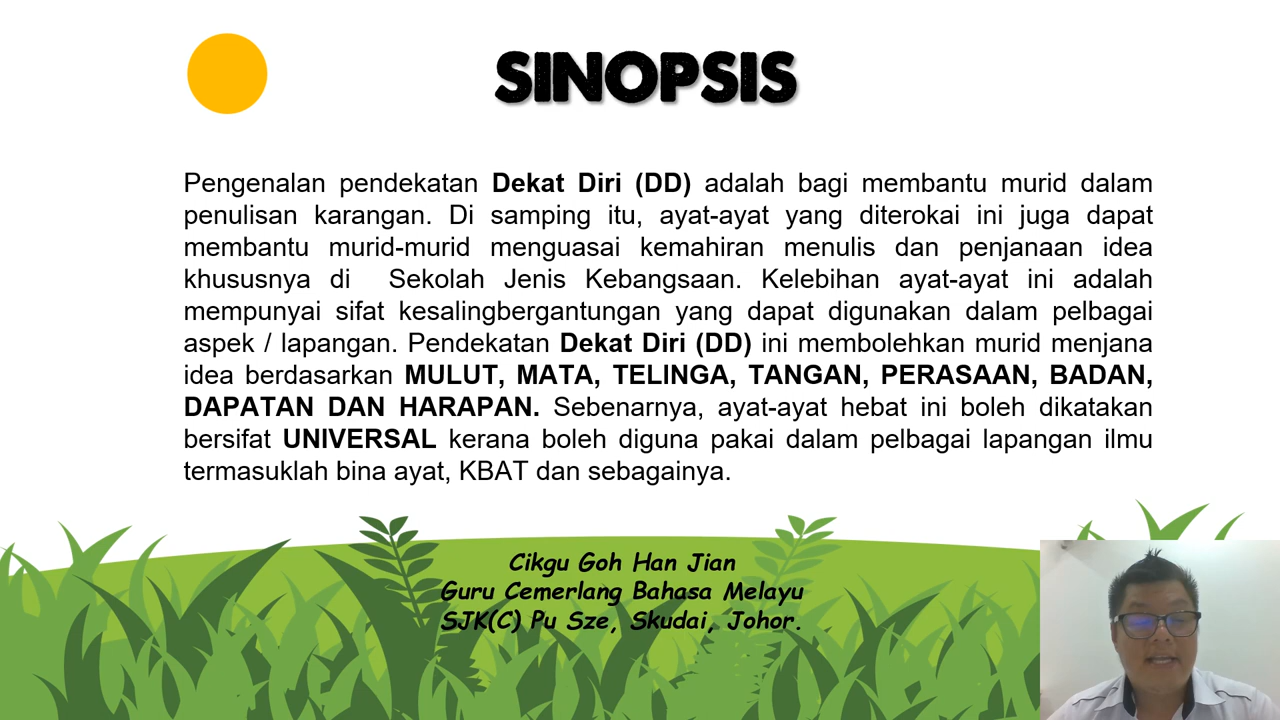 SINOPSIS
Pengenalan pendekatan Dekat Diri (DD) adalah bagi membantu murid dalam
penulisan karangan. Di samping itu, ayat-ayat yang diterokai ini juga dapat
membantu murid-murid menguasai kemahiran menulis dan penjanaan idea
khususnya di Sekolah Jenis Kebangsaan. Kelebihan ayat-ayat ini adalah
mempunyai sifat kesalingbergantungan yang dapat digunakan dalam pelbagai
aspek / lapangan. Pendekatan Dekat Diri (DD) ini membolehkan murid menjana
idea berdasarkan MULUT, MATA, TELINGA, TANGAN, PERASAAN, BADAN,
DAPATAN DAN HARAPAN. Sebenarnya, ayat-ayat hebat ini boleh dikatakan
bersifat UNIVERSAL kerana boleh diguna pakai dalam pelbagai lapangan ilmu
termasuklah bina ayat, KBAT dan sebagainya.
Cikgu Goh Han Jian
Guru Cemerlang Bahasa Melayu
SJK(C) Pu Sze, Skudai, Johor.